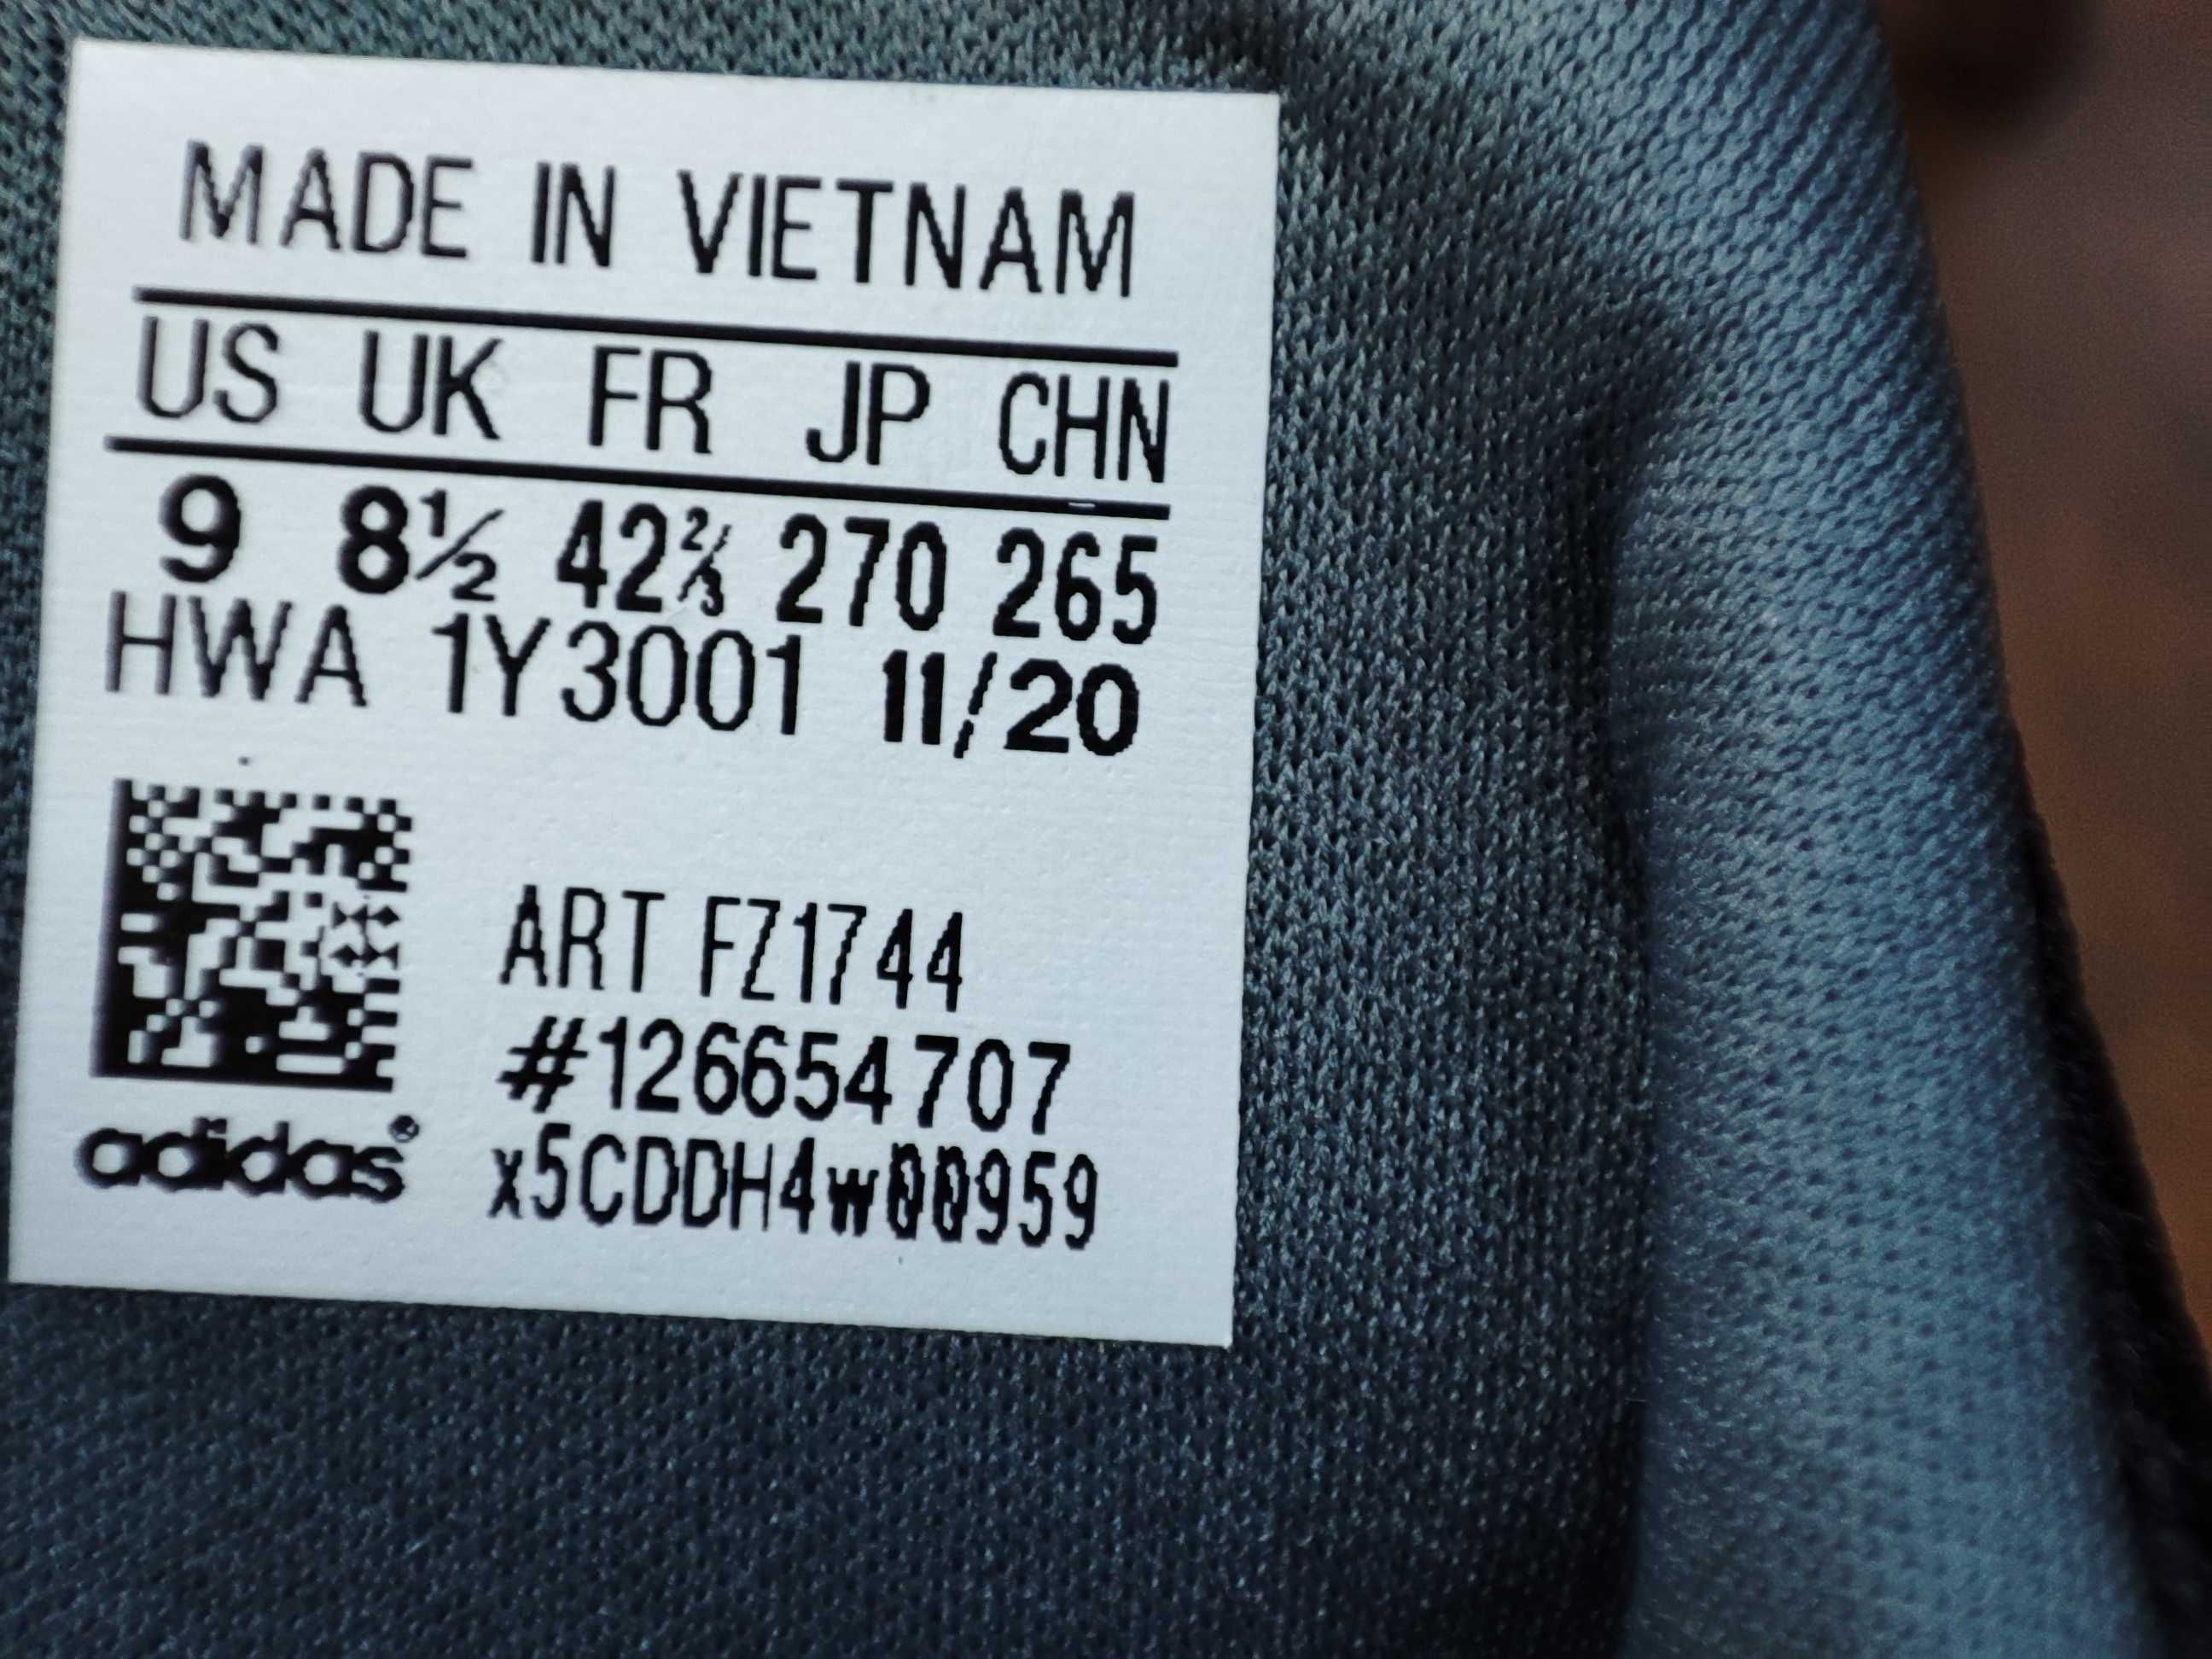 MADE IN VIETNAM
US UK FR JP CHN
9 8½ 42⅔ 270 265
HWA 1Y3001 11/20
ART FZ1744
#126654707
adidas®
x5CDDH4w00959